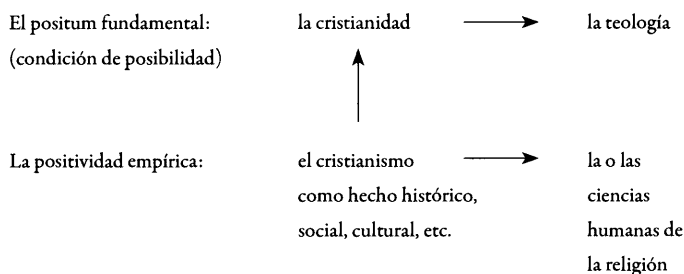 El positum fundamental: la cristianidad la teología
(condición de posibilidad)
La positividad empírica: el cristianismo la o las
como hecho histórico, ciencias
social, cultural, etc. humanas de
la religión